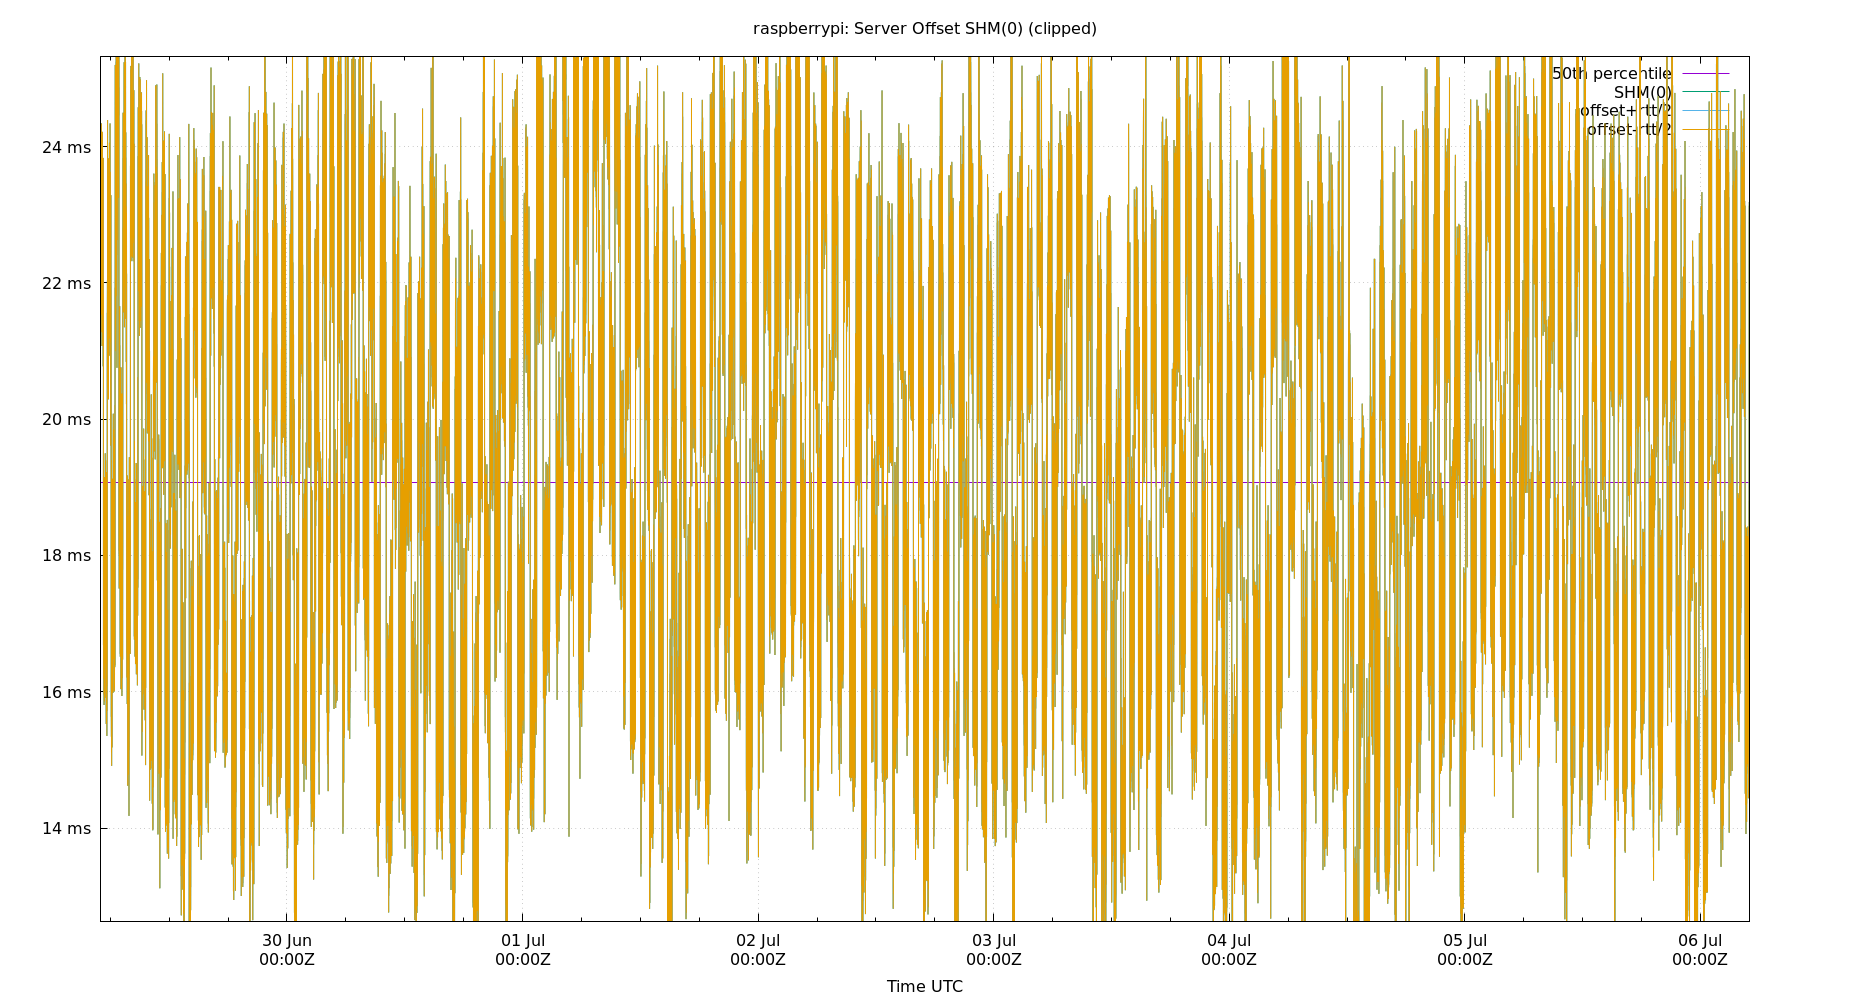 raspberrypi: Server Offset SHM(0) (clipped)
50th percentile
SHM(0)
offset+rtt/2
offset-rtt/2
24 ms
22 ms
20 ms
18 ms
16 ms
14 ms
30 Jun 01 Jul 02 Jul 03 Jul 04 Jul 05 Jul 06 Jul
00:00Z 00:00Z 00:00Z 00:00Z 00:00Z 00:00Z 00:00Z
Time UTC